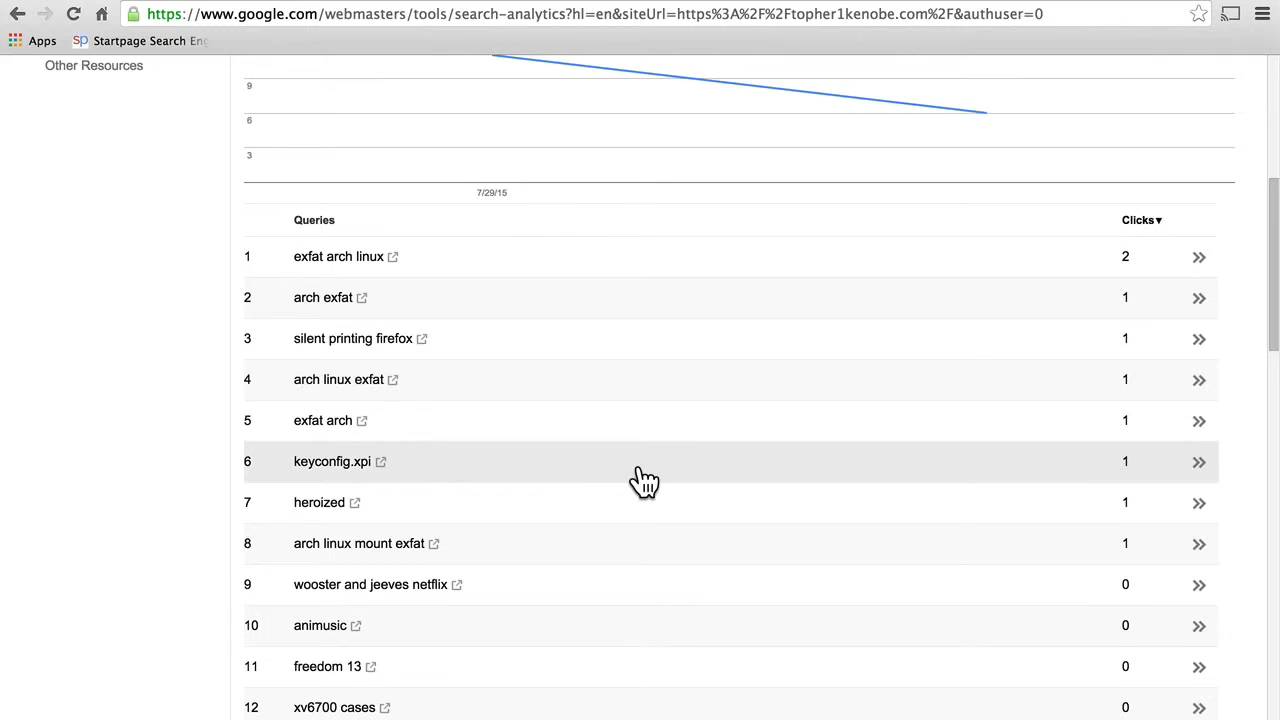 https://www.google.com/webmasters/tools/search-analytics?hl=en&siteUrl=https%3A%2F%2Ftopher1kenobe.com%2F&authuser=0
Apps SP Startpage Search Eng
Other Resources
9
6
3
7/29/15
Queries Clicks▼
1 exfat arch linux 2
2 arch exfat 1
3 silent printing firefox 1
4 arch linux exfat 1
5 exfat arch 1
6 keyconfig.xpi 1
7 heroized 1
8 arch linux mount exfat 1
9 wooster and jeeves netflix 0
10 animusic 0
11 freedom 13 0
12 xv6700 cases 0